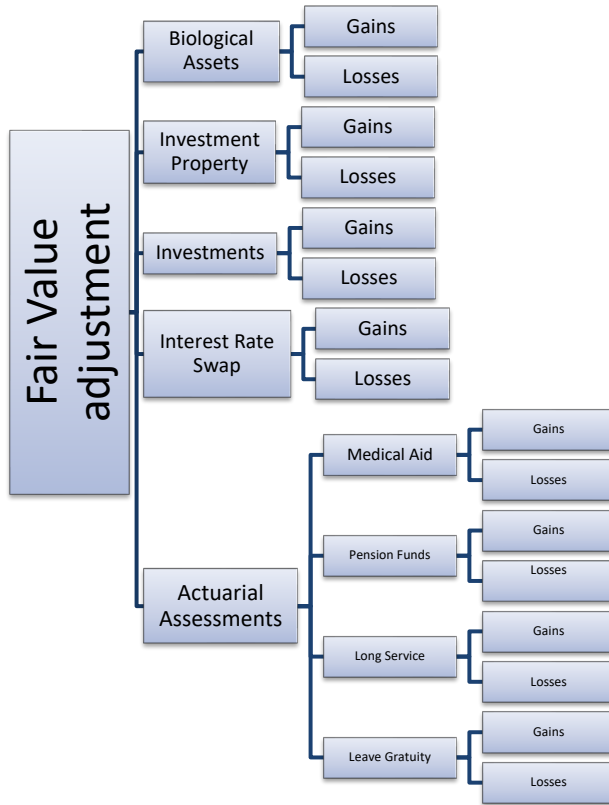 Fair Value
adjustment
Biological
Assets
Gains
Losses
Investment
Property
Gains
Losses
Investments
Gains
Losses
Interest Rate
Swap
Gains
Losses
Actuarial
Assessments
Medical Aid
Gains
Losses
Pension Funds
Gains
Losses
Long Service
Gains
Losses
Leave Gratuity
Gains
Losses